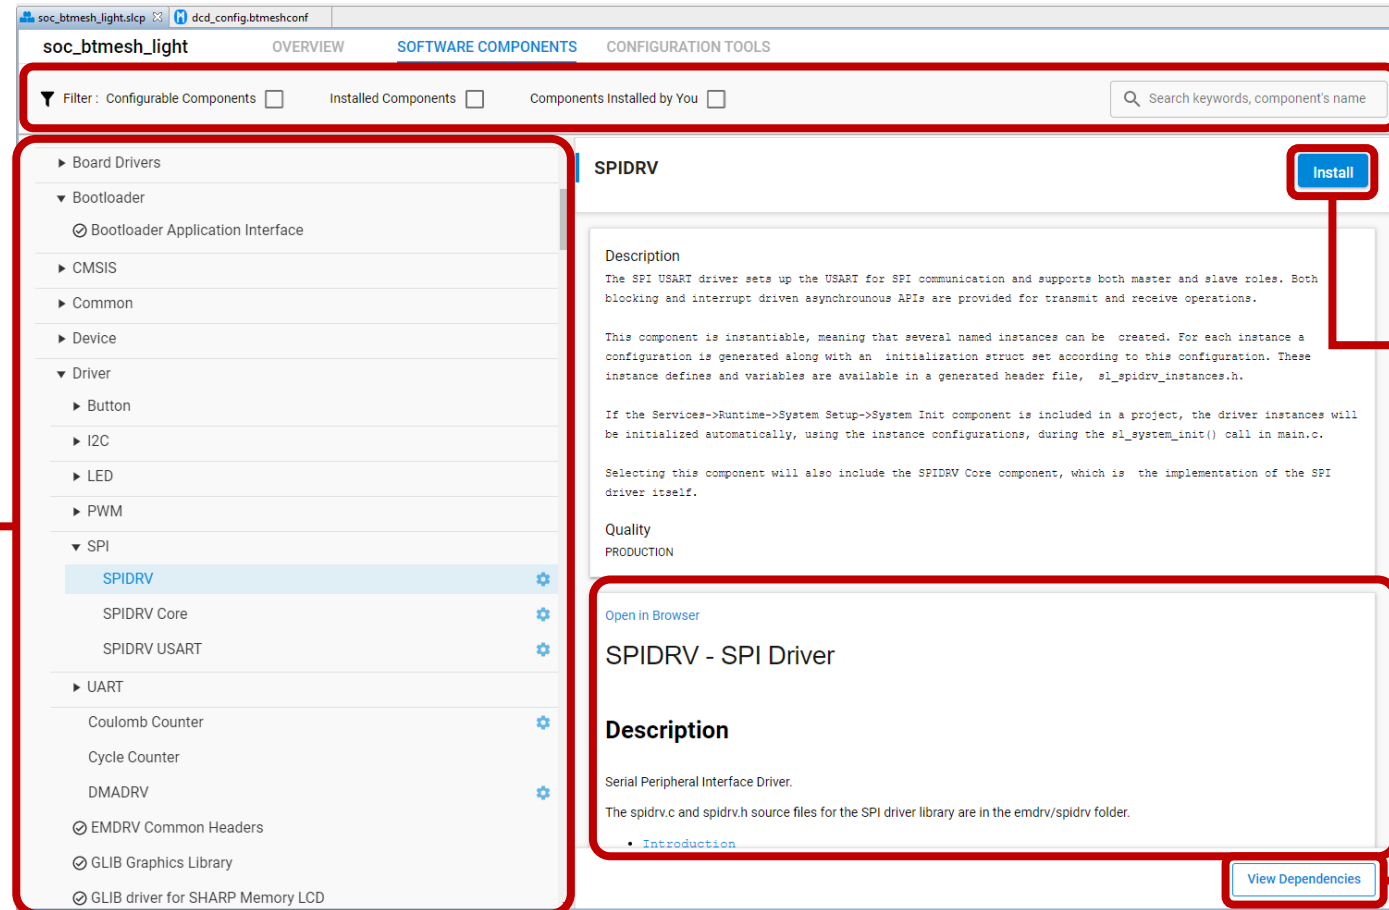 soc_btmesh_light.slcp dcd_config.btmeshconf
soc_btmesh_light OVERVIEW SOFTWARE COMPONENTS CONFIGURATION TOOLS
Filter : Configurable Components Installed Components Components Installed by You Search keywords, component's name
Board Drivers
Bootloader
Bootloader Application Interface
CMSIS
Common
Device
Driver
Button
I2C
LED
PWM
SPI
SPIDRV
SPIDRV Core
SPIDRV USART
UART
Coulomb Counter
Cycle Counter
DMADRV
EMDRV Common Headers
GLIB Graphics Library
GLIB driver for SHARP Memory LCD
SPIDRV
Install
Description
The SPI USART driver sets up the USART for SPI communication and supports both master and slave roles. Both
blocking and interrupt driven asynchrounous APIs are provided for transmit and receive operations.
This component is instantiable, meaning that several named instances can be created. For each instance a
configuration is generated along with an initialization struct set according to this configuration. These
instance defines and variables are available in a generated header file, sl_spidrv_instances.h.
If the Services->Runtime->System Setup->System Init component is included in a project, the driver instances will
be initialized automatically, using the instance configurations, during the sl_system_init() call in main.c.
Selecting this component will also include the SPIDRV Core component, which is the implementation of the SPI
driver itself.
Quality
PRODUCTION
Open in Browser
SPIDRV - SPI Driver
Description
Serial Peripheral Interface Driver.
The spidrv.c and spidrv.h source files for the SPI driver library are in the emdrv/spidrv folder.
• Introduction
View Dependencies